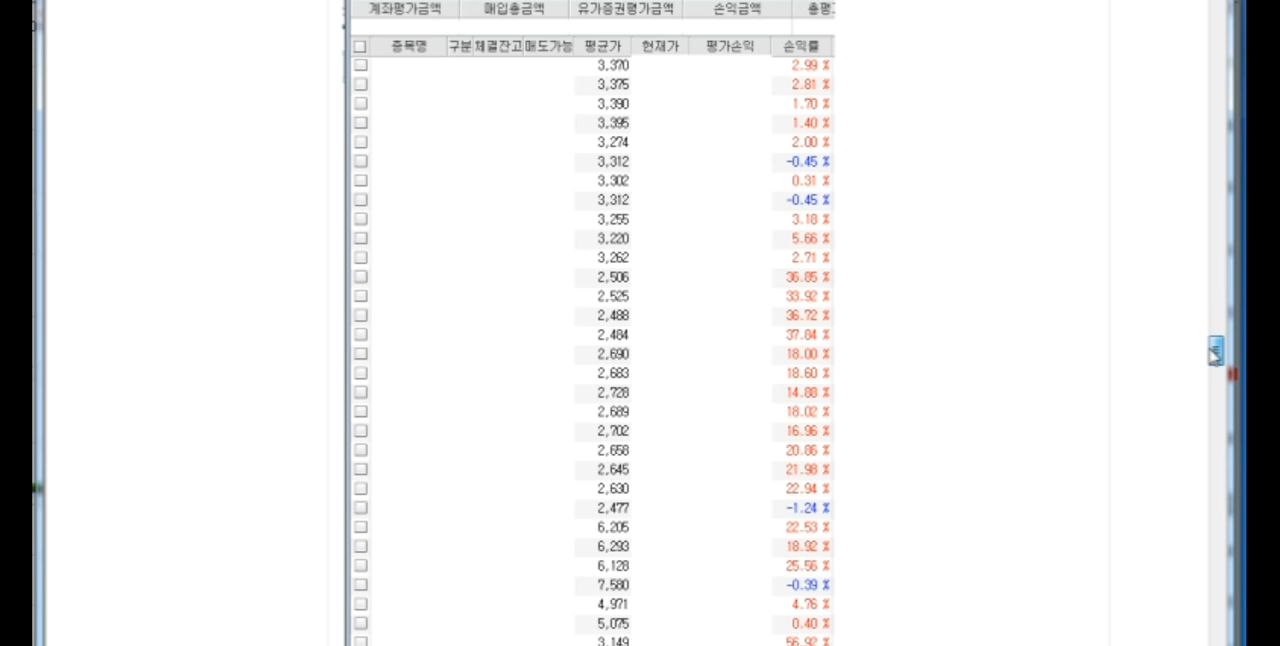 계좌평가금액 매입총금액 유가증권평가금액 손익금액 총평
종목명 구분 체결잔고 매도가능 평균가 현재가 평가손익 손익률
3,370 2.99 %
3,375 2.81 %
3,390 1.70 %
3,395 1.40 %
3,274 2.00 %
3,312 -0.45 %
3,302 0.31 %
3,312 -0.45 %
3,255 3.18 %
3,220 5.66 %
3,262 2.71 %
2,506 36.85 %
2,525 33.92 %
2,488 36.72 %
2,484 37.84 %
2,690 18.00 %
2,683 18.60 %
2,728 14.88 %
2,689 18.02 %
2,702 16.96 %
2,658 20.86 %
2,645 21.98 %
2,630 22.94 %
2,477 -1.24 %
6,205 22.53 %
6,293 18.92 %
6,128 25.56 %
7,580 -0.39 %
4,971 4.76 %
5,075 0.40 %
3,149 56.92 %